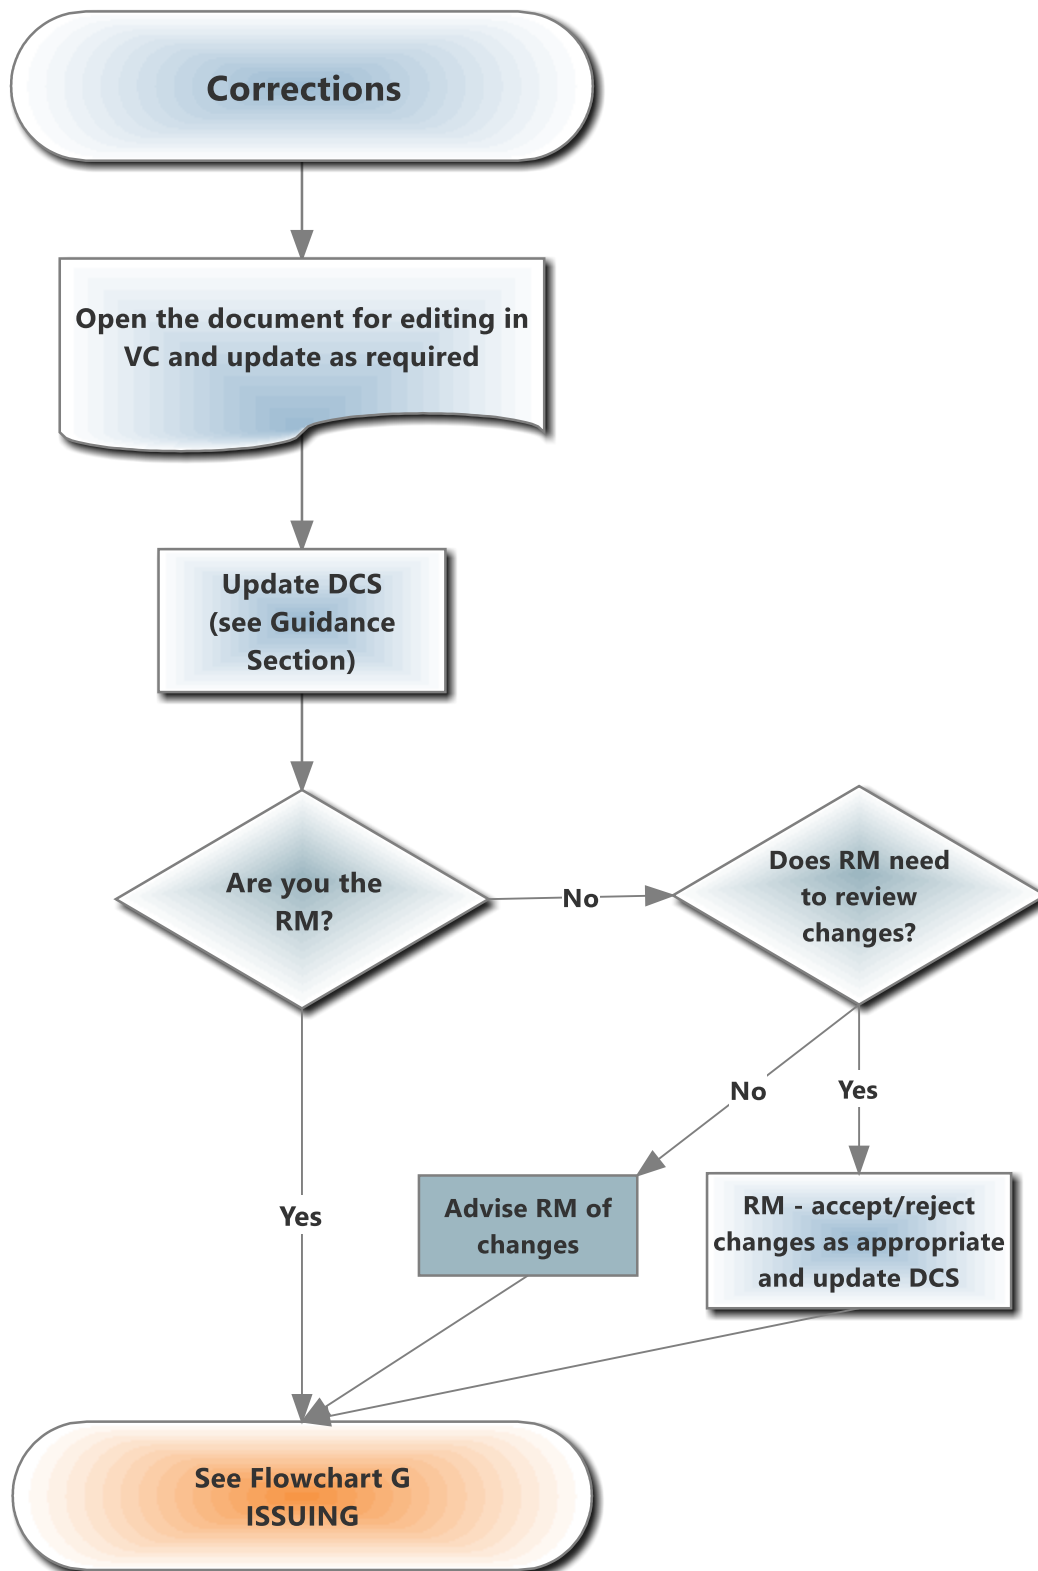 Corrections
Open the document for editing in
VC and update as required
Update DCS
(see Guidance
Section)
Are you the
RM?
No
Does RM need
to review
changes?
No
Yes
Yes
Advise RM of
changes
RM - accept/reject
changes as appropriate
and update DCS
See Flowchart G
ISSUING